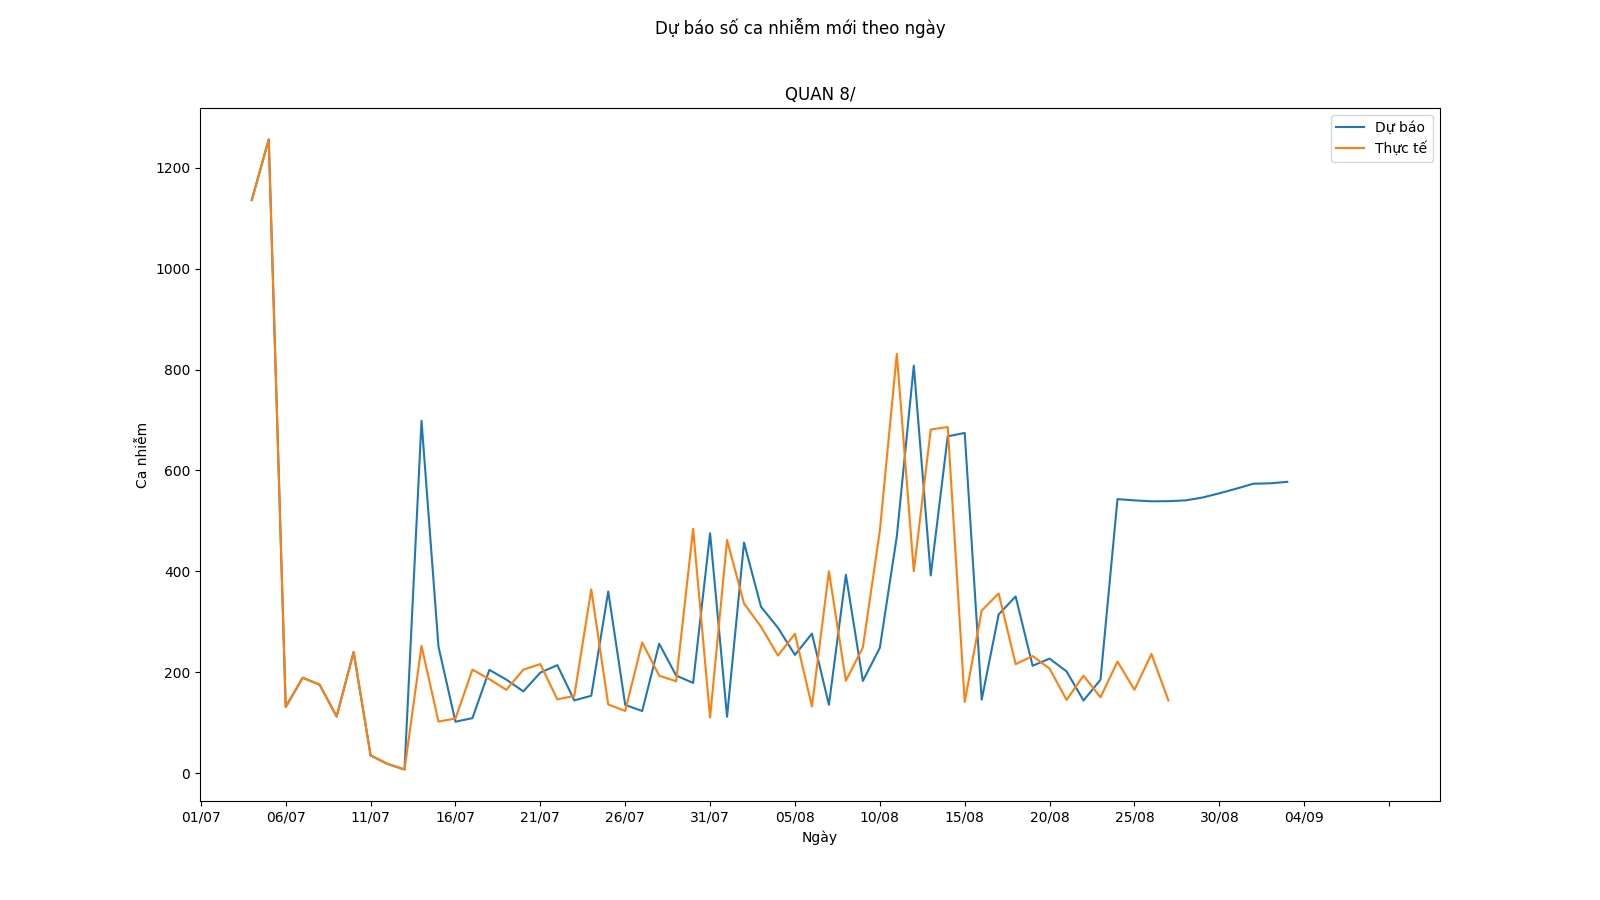 Dự báo số ca nhiễm mới theo ngày
QUAN 8/
Dự báo
Thực tế
1200
1000
800
600
400
200
0
Ca nhiễm
01/07 06/07 11/07 16/07 21/07 26/07 31/07 05/08 10/08 15/08 20/08 25/08 30/08 04/09
Ngày